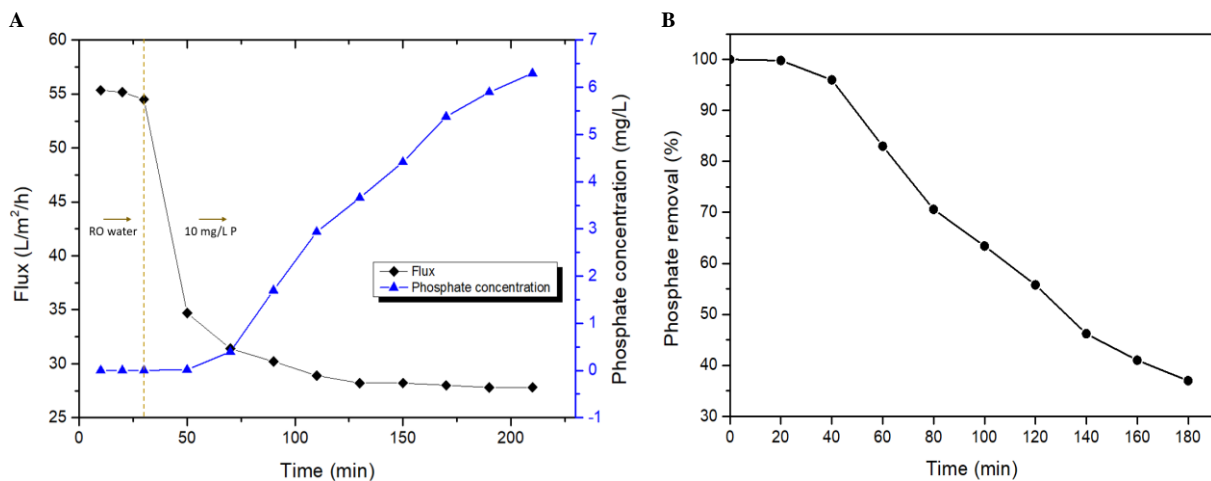 A
60
55
50
45
40
35
30
25
Flux (L/m²/h)
0
50
100
150
200
Time (min)
7
6
5
4
3
2
1
0
-1
Phosphate concentration (mg/L)
RO water
10 mg/L P
Flux
Phosphate concentration
B
100
90
80
70
60
50
40
30
Phosphate removal (%)
0 20 40 60 80 100 120 140 160 180
Time (min)